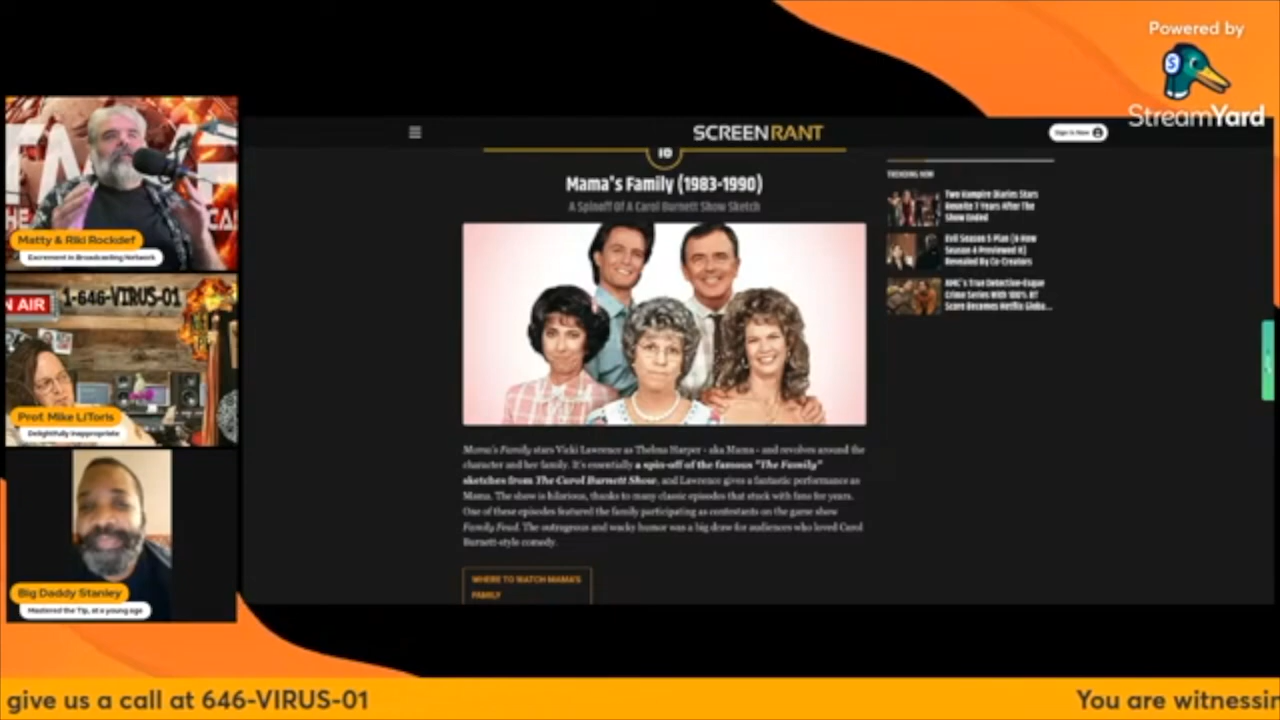 Powered by
StreamYard
SCREENRANT
Sign In Now
10
Mama's Family (1983-1990)
A Spinoff Of A Carol Burnett Show Sketch
TRENDING NOW
Two Vampire Diaries Stars
Reunite 7 Years After The
Show Ended
Evil Season 5 Plan (& How
Season 4 Previewed It)
Revealed By Co-Creators
AMC's True Detective-Esque
Crime Series With 100% RT
Score Becomes Netflix Globa...
Mama's Family stars Vicki Lawrence as Thelma Harper - aka Mama - and revolves around the
character and her family. It's essentially a spin-off of the famous "The Family"
sketches from The Carol Burnett Show, and Lawrence gives a fantastic performance as
Mama. The show is hilarious, thanks to many classic episodes that stuck with fans for years.
One of these episodes featured the family participating as contestants on the game show
Family Feud. The outrageous and wacky humor was a big draw for audiences who loved Carol
Burnett-style comedy.
WHERE TO WATCH MAMA'S
FAMILY
Matty & Riki Rockdef
Excrement in Broadcasting Network
N AIR
1-646-VIRUS-01
Prof. Mike LiToris
Delightfully Inappropriate
Big Daddy Stanley
Mastered the Tip, at a young age
give us a call at 646-VIRUS-01
You are witnessin